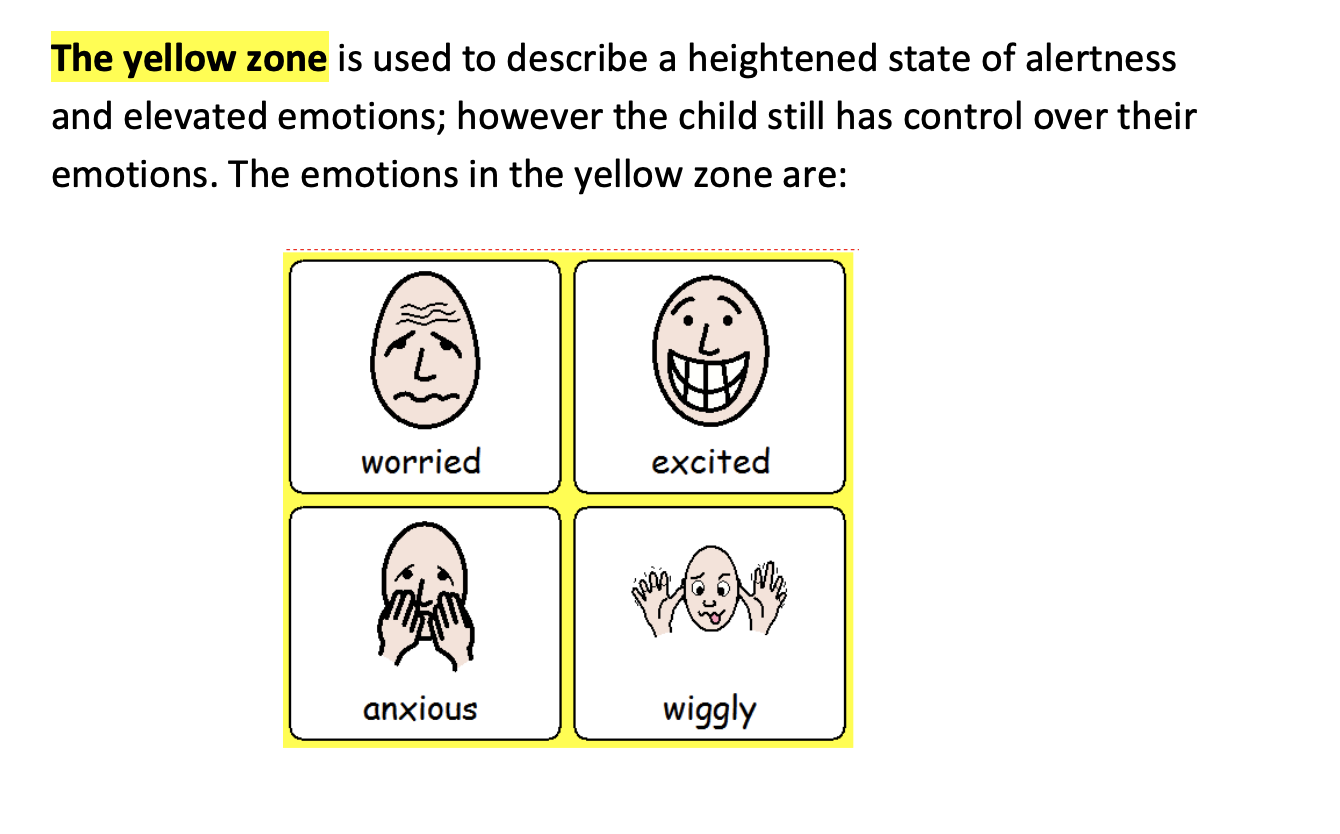 The yellow zone is used to describe a heightened state of alertness
and elevated emotions; however the child still has control over their
emotions. The emotions in the yellow zone are:
worried
excited
anxious
wiggly